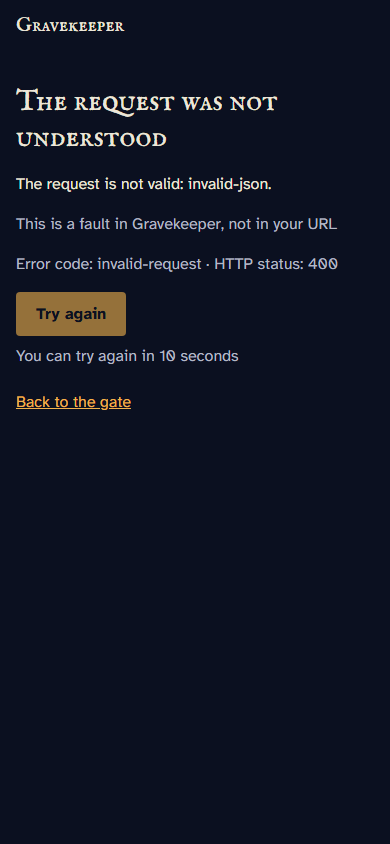 Gravekeeper
The request was not
understood
The request is not valid: invalid-json.
This is a fault in Gravekeeper, not in your URL
Error code: invalid-request · HTTP status: 400
Try again
You can try again in 10 seconds
Back to the gate